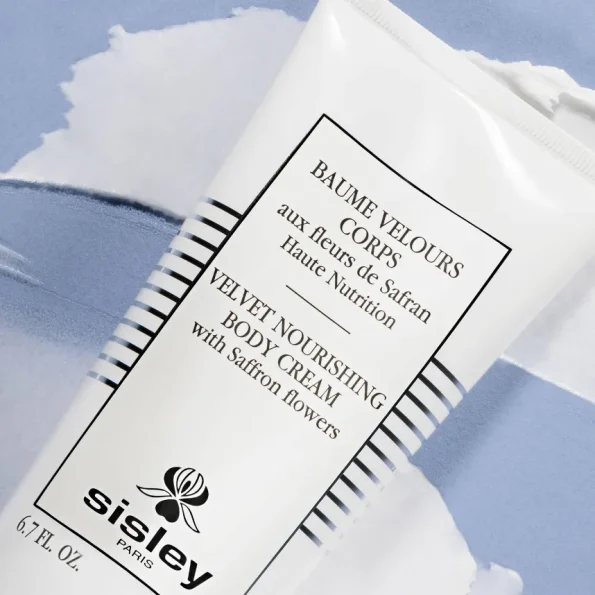 BAUME VELOURS
CORPS
aux fleurs de Safran
Haute Nutrition
VELVET NOURISHING
BODY CREAM
with Saffron flowers
sisley
PARIS
6.7 FL. OZ.